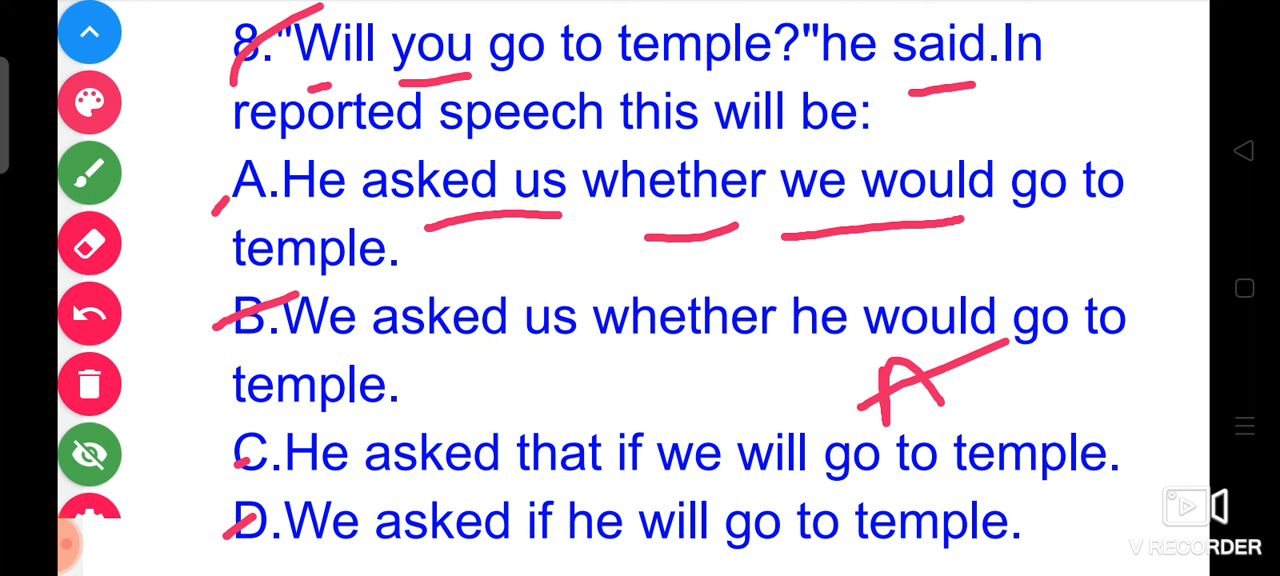 8."Will you go to temple?"he said.In
reported speech this will be:
A.He asked us whether we would go to
temple.
B.We asked us whether he would go to
temple.
A
C.He asked that if we will go to temple.
D.We asked if he will go to temple.
V RECORDER